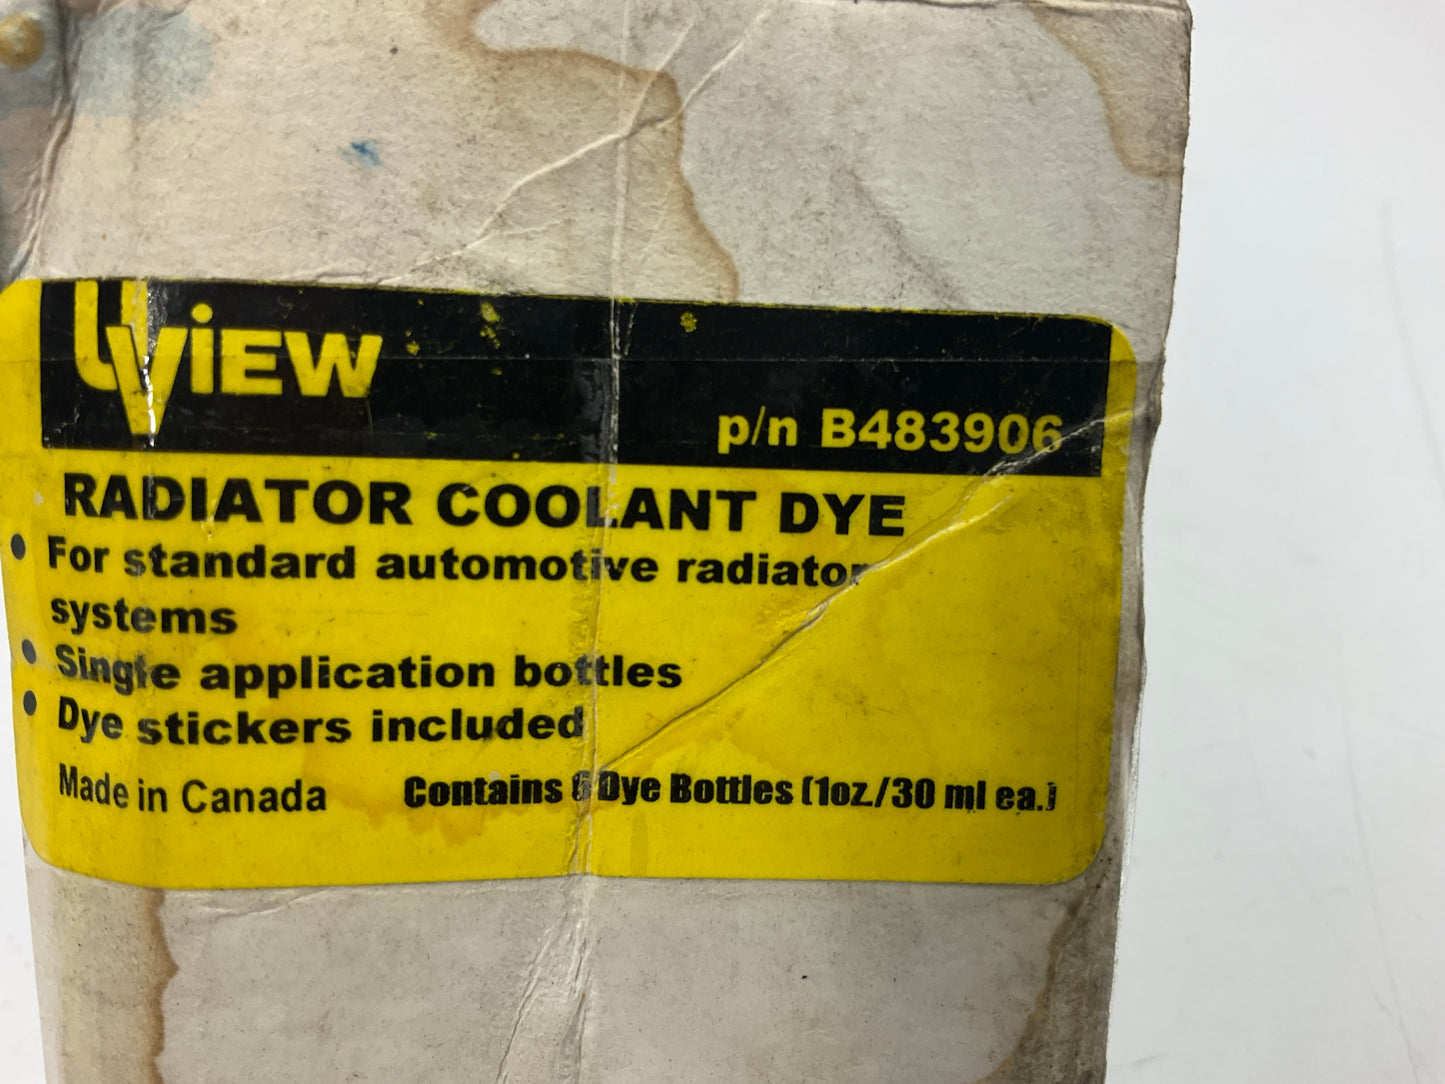 UView
p/n B483906
RADIATOR COOLANT DYE
• For standard automotive radiator
systems
• Single application bottles
• Dye stickers included
Made in Canada Contains 6 Dye Bottles (1oz./30 ml ea.)